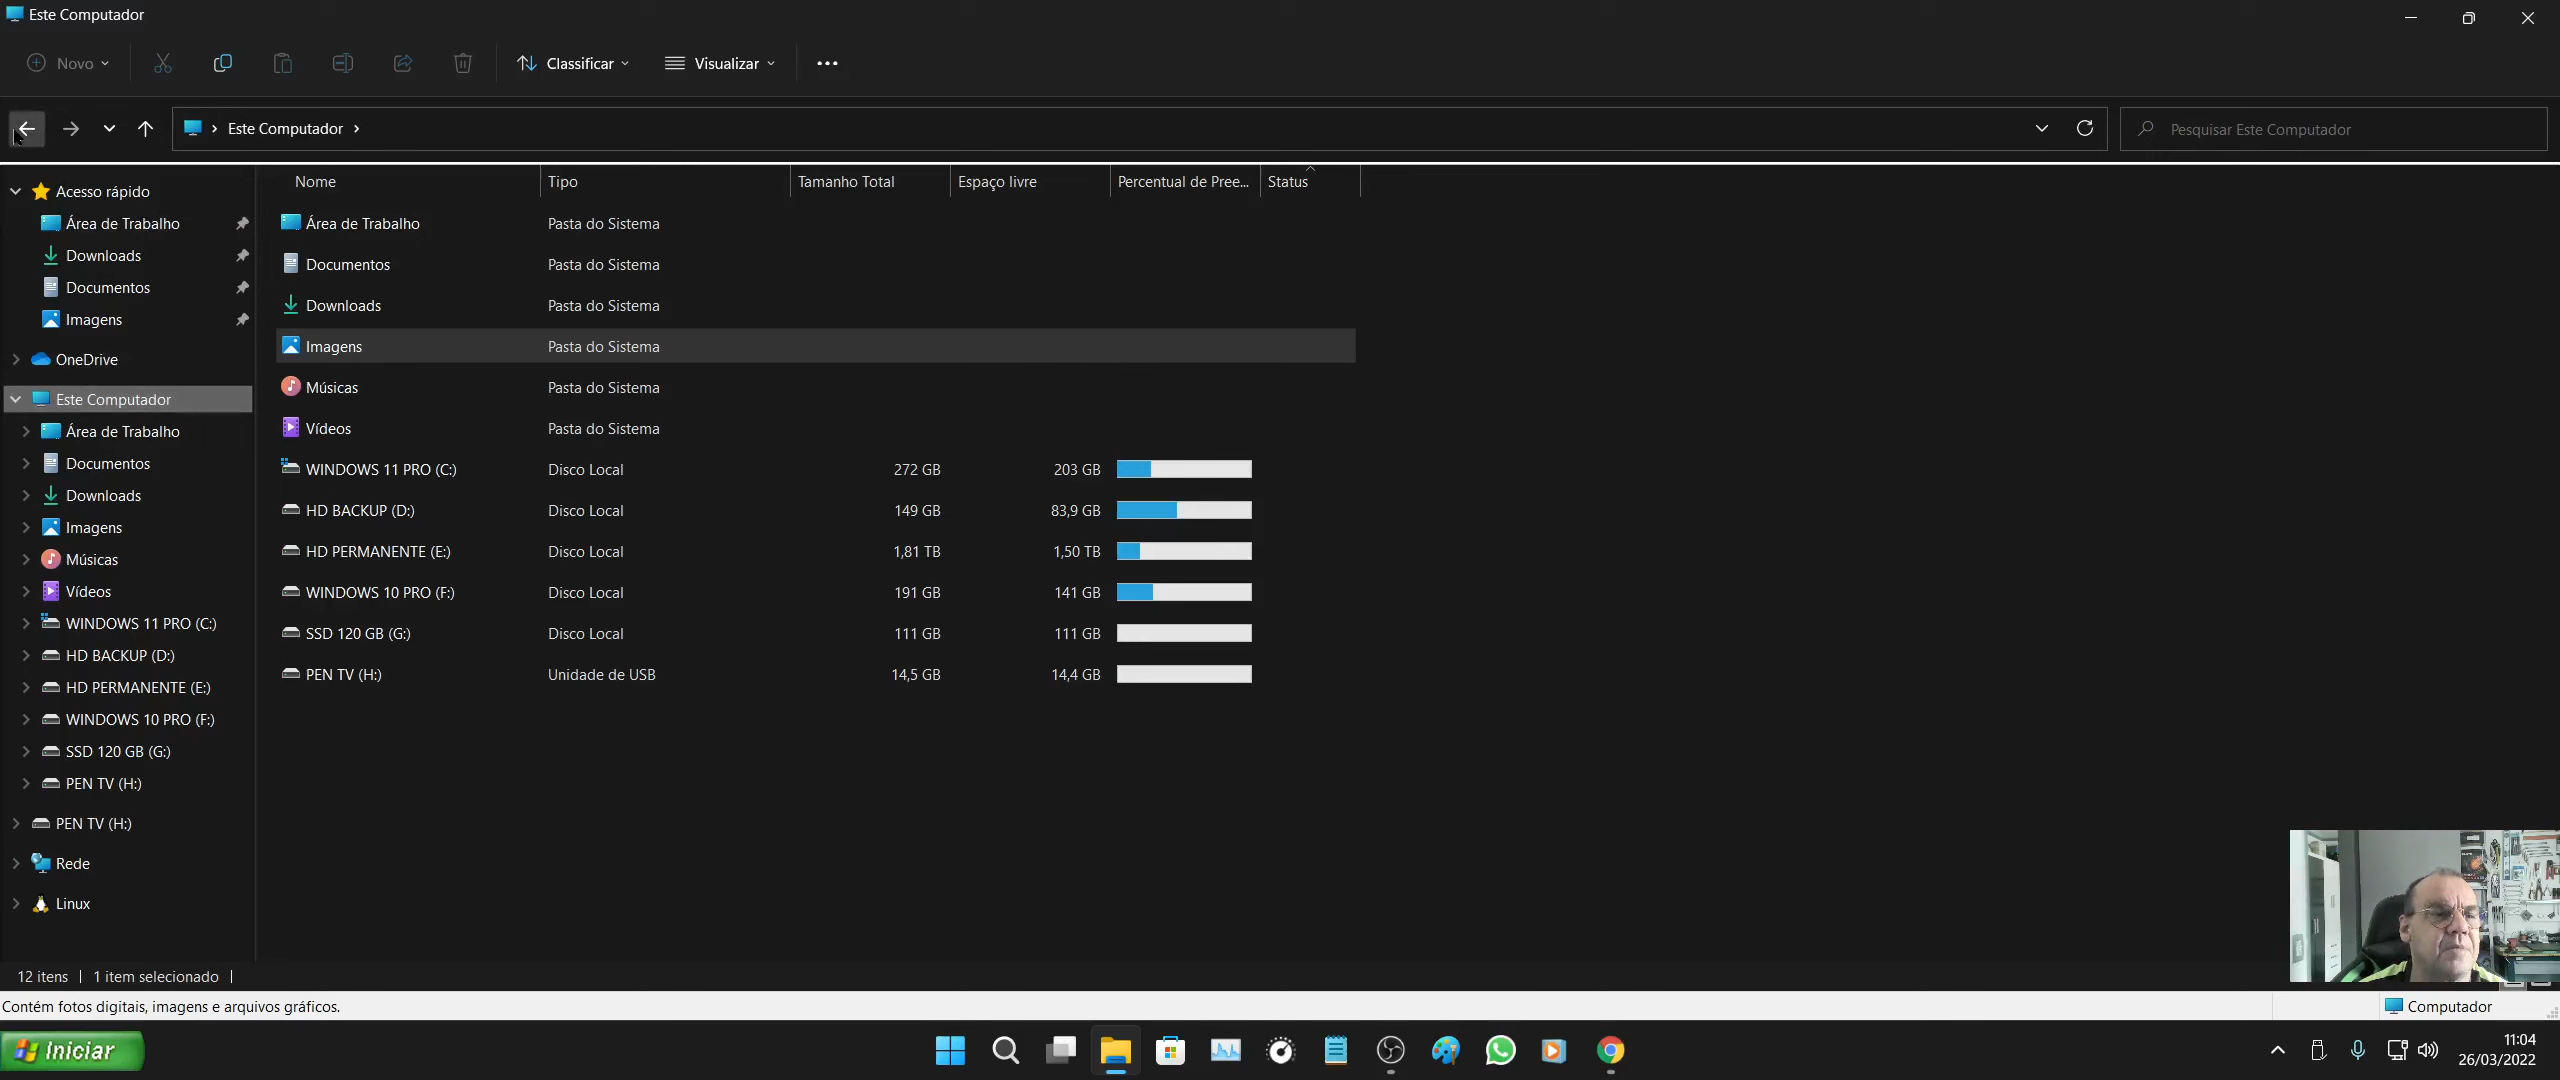 Este Computador
Novo
Classificar
Visualizar
Este Computador
Pesquisar Este Computador
Nome Tipo Tamanho Total Espaço livre Percentual de Pree... Status
Acesso rápido
Área de Trabalho
Downloads
Documentos
Imagens
OneDrive
Este Computador
Área de Trabalho
Documentos
Downloads
Imagens
Músicas
Vídeos
WINDOWS 11 PRO (C:)
HD BACKUP (D:)
HD PERMANENTE (E:)
WINDOWS 10 PRO (F:)
SSD 120 GB (G:)
PEN TV (H:)
PEN TV (H:)
Rede
Linux
Área de Trabalho Pasta do Sistema
Documentos Pasta do Sistema
Downloads Pasta do Sistema
Imagens Pasta do Sistema
Músicas Pasta do Sistema
Vídeos Pasta do Sistema
WINDOWS 11 PRO (C:) Disco Local 272 GB 203 GB
HD BACKUP (D:) Disco Local 149 GB 83,9 GB
HD PERMANENTE (E:) Disco Local 1,81 TB 1,50 TB
WINDOWS 10 PRO (F:) Disco Local 191 GB 141 GB
SSD 120 GB (G:) Disco Local 111 GB 111 GB
PEN TV (H:) Unidade de USB 14,5 GB 14,4 GB
12 itens 1 item selecionado
Contém fotos digitais, imagens e arquivos gráficos.
Computador
Iniciar
11:04
26/03/2022